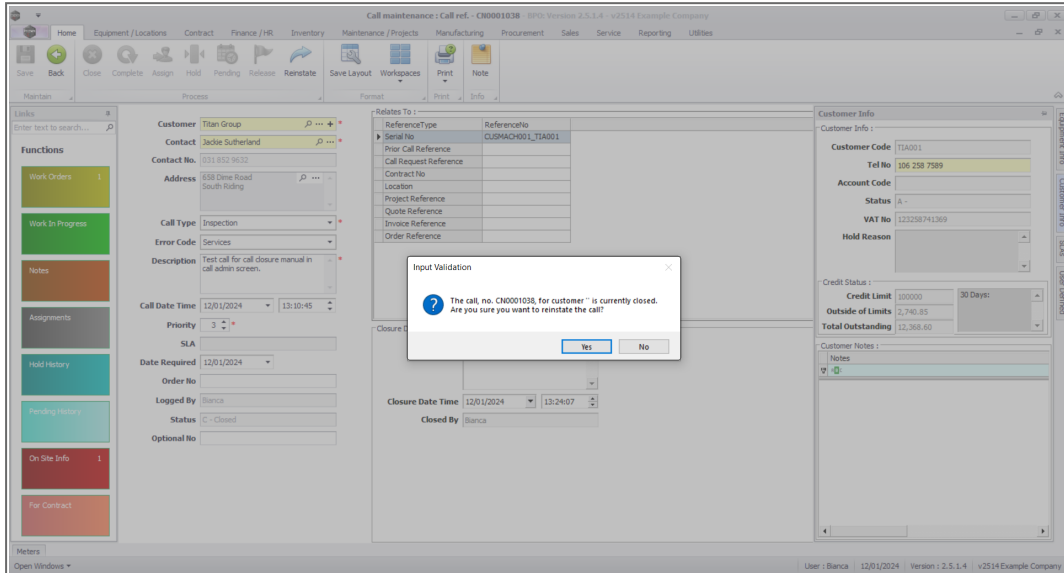 Call maintenance : Call ref. - CN0001038 BPO: Version 2.5.1.4 - v2514 Example Company
Home Equipment / Locations Contract Finance / HR Inventory Maintenance / Projects Manufacturing Procurement Sales Service Reporting Utilities
Save Back Close Complete Assign Hold Pending Release Reinstate Save Layout Workspaces Print Note
Maintain Process Format Print Info
Links
Enter text to search...
Functions
Work Orders 1
Work In Progress
Notes
Assignments
Hold History
Pending History
On Site Info 1
For Contract
Customer Titan Group *
Contact Jackie Sutherland *
Contact No. 031 852 9632
Address 658 Dime Road
South Riding
Call Type Inspection *
Error Code Services
Description Test call for call closure manual in *
call admin screen.
Call Date Time 12/01/2024 13:10:45
Priority 3 *
SLA
Date Required 12/01/2024
Order No
Logged By Bianca
Status C - Closed
Optional No
Relates To :
ReferenceType ReferenceNo
Serial No CUSMACH001_TIA001
Prior Call Reference
Call Request Reference
Contract No
Location
Project Reference
Quote Reference
Invoice Reference
Order Reference
Input Validation
The call, no. CN0001038, for customer '' is currently closed.
Are you sure you want to reinstate the call?
Yes No
Closure D
Closure Date Time 12/01/2024 13:24:07
Closed By Bianca
Customer Info
Customer Info :
Customer Code TIA001
Tel No 106 258 7589
Account Code
Status A -
VAT No 123258741369
Hold Reason
Credit Status :
Credit Limit 100000 30 Days:
Outside of Limits 2,740.85
Total Outstanding 12,368.60
Customer Notes :
Notes
Equipment Info
Customer Info
SLAs
User Defined
Meters
Open Windows
User : Bianca 12/01/2024 Version : 2.5.1.4 v2514 Example Company